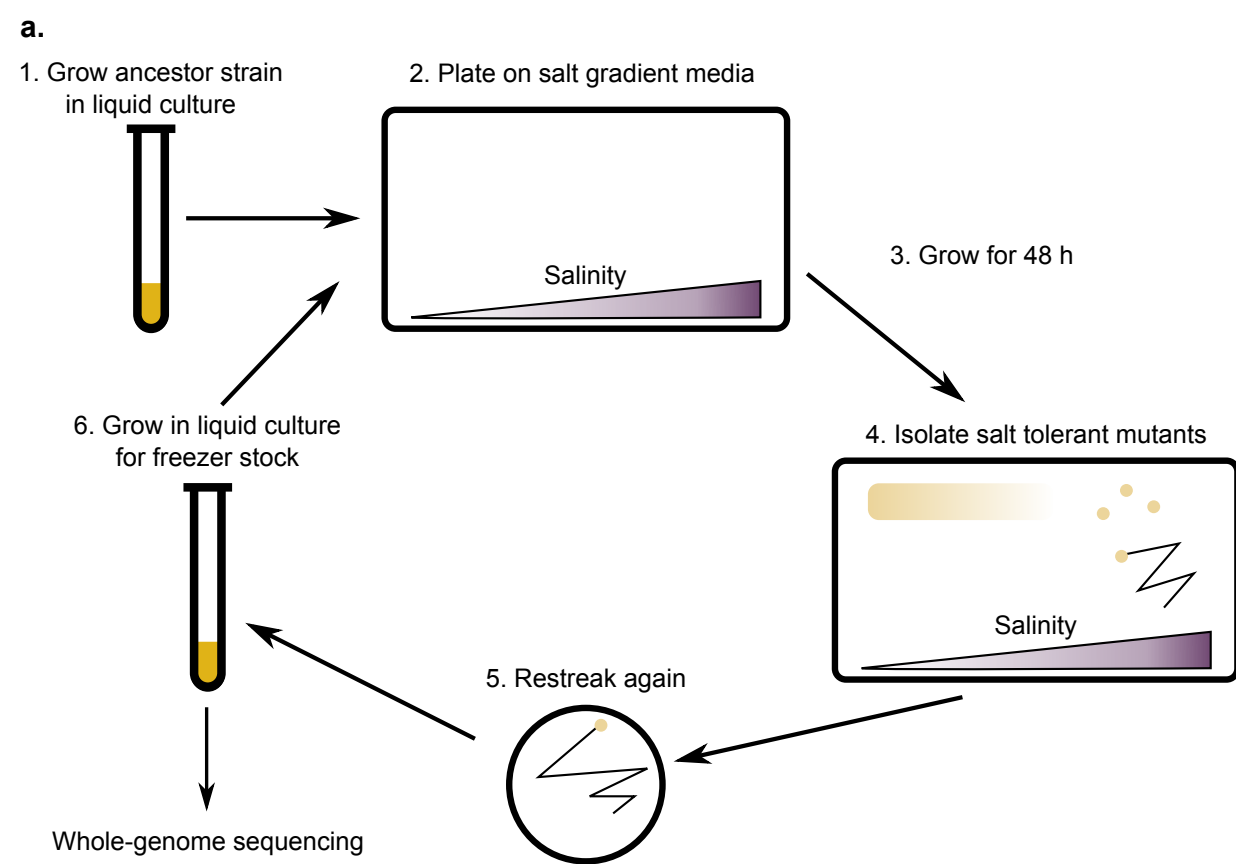 a.
1. Grow ancestor strain
in liquid culture
2. Plate on salt gradient media
Salinity
3. Grow for 48 h
4. Isolate salt tolerant mutants
Salinity
5. Restreak again
6. Grow in liquid culture
for freezer stock
Whole-genome sequencing